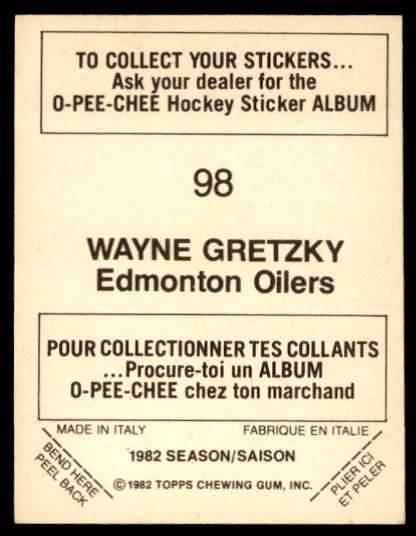 TO COLLECT YOUR STICKERS...
Ask your dealer for the
O-PEE-CHEE Hockey Sticker ALBUM
98
WAYNE GRETZKY
Edmonton Oilers
POUR COLLECTIONNER TES COLLANTS
...Procure-toi un ALBUM
O-PEE-CHEE chez ton marchand
MADE IN ITALY
FABRIQUE EN ITALIE
BEND HERE
PEEL BACK
1982 SEASON/SAISON
©1982 TOPPS CHEWING GUM, INC.
PLIER ICI
ET PELER